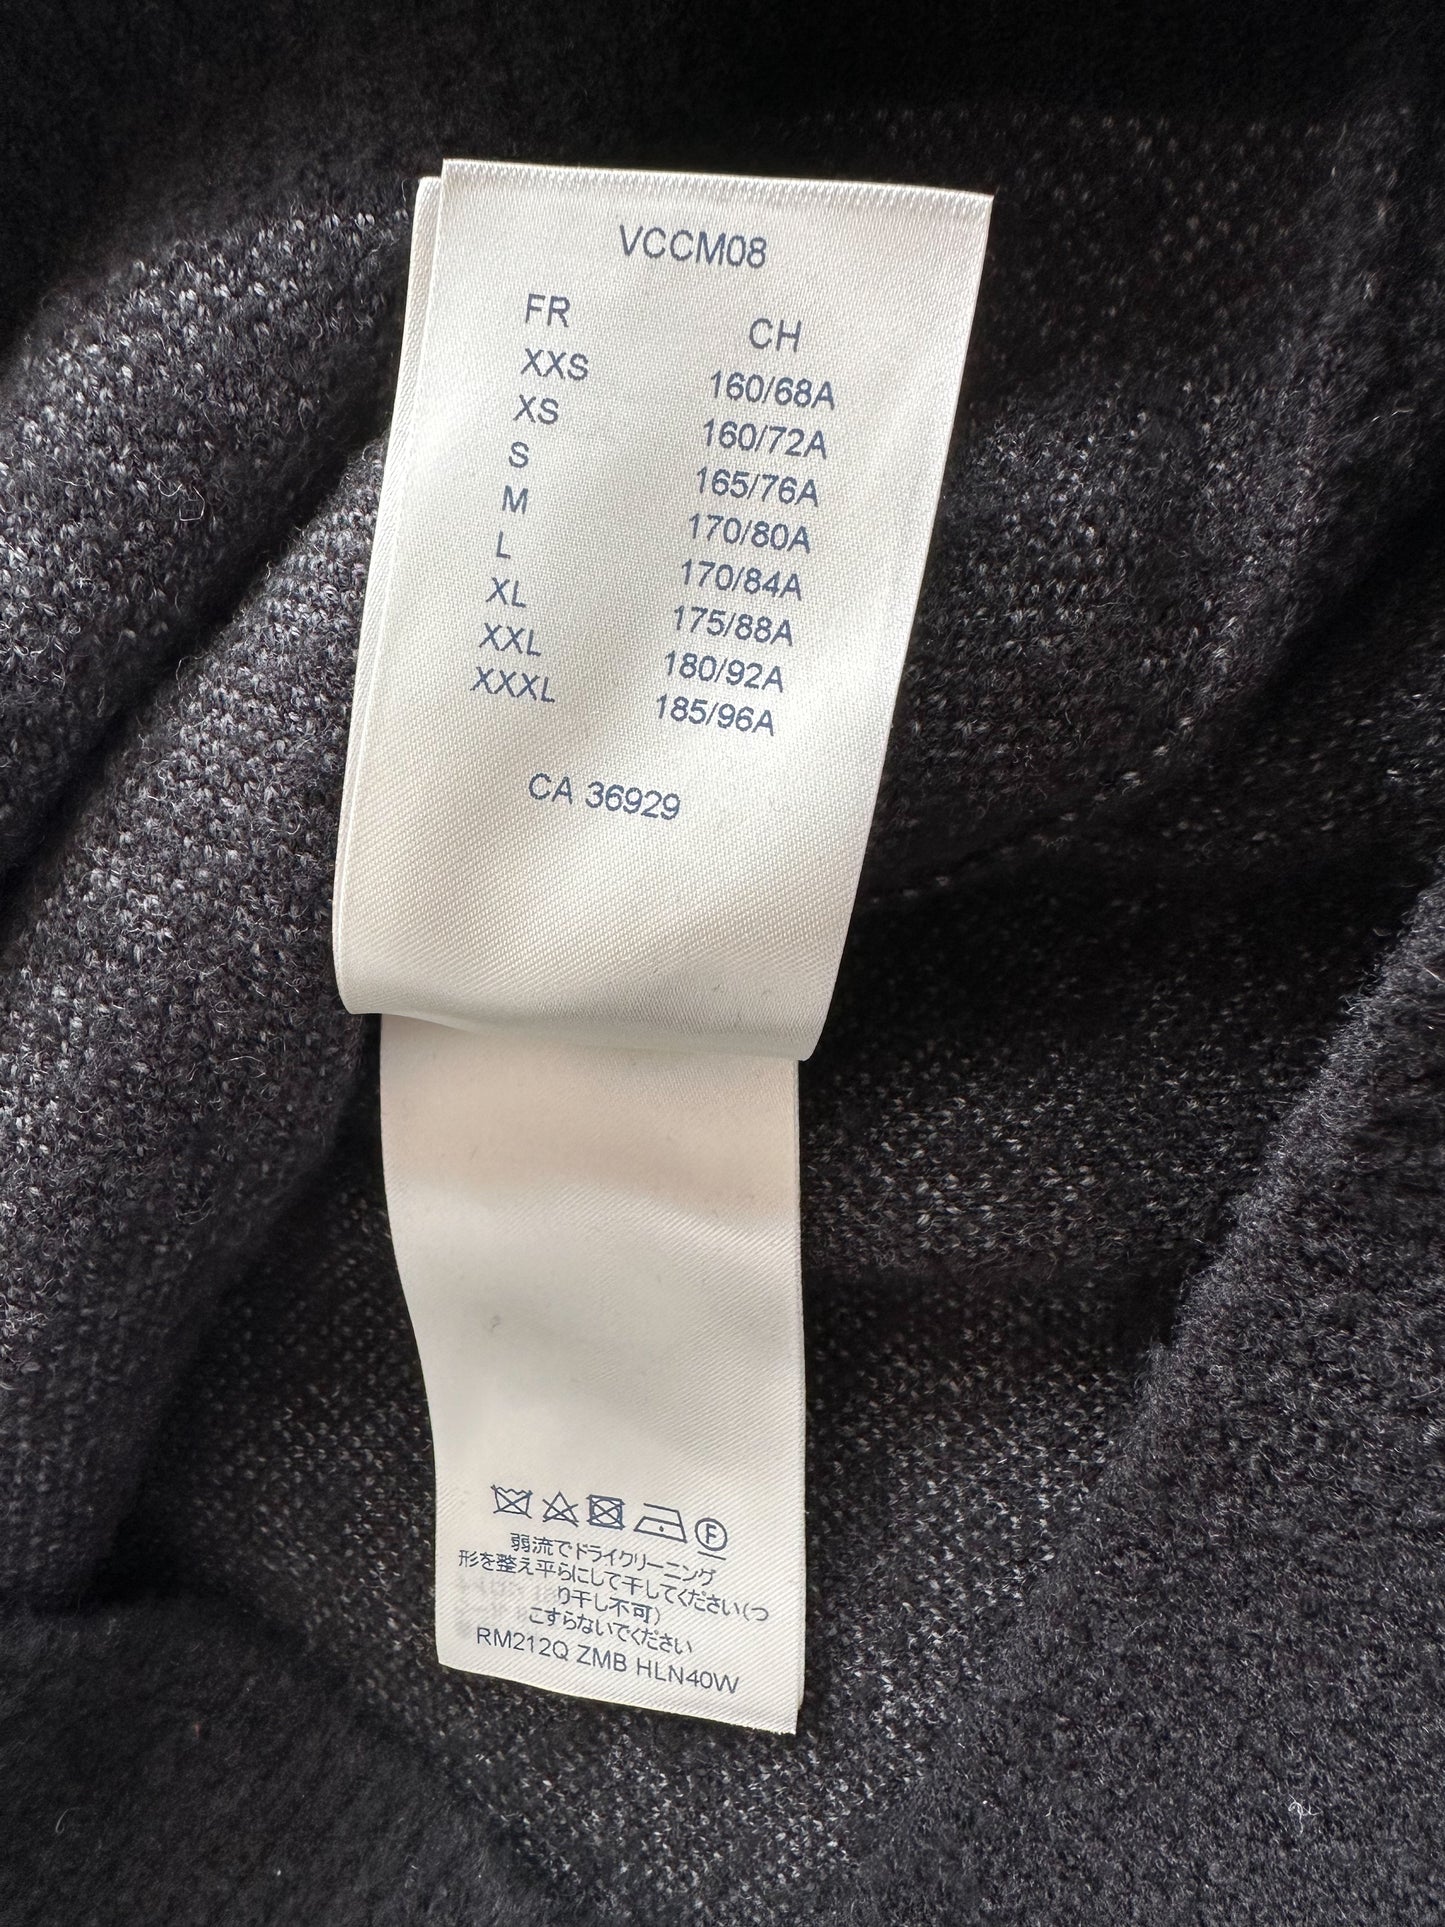 VCCM08
FR CH
XXS 160/68A
XS 160/72A
S 165/76A
M 170/80A
L 170/84A
XL 175/88A
XXL 180/92A
XXXL 185/96A
CA 36929
F
弱流でドライクリーニング
形を整え平らにして干してください(つ
り干し不可)
こすらないでください
RM212Q ZMB HLN40W